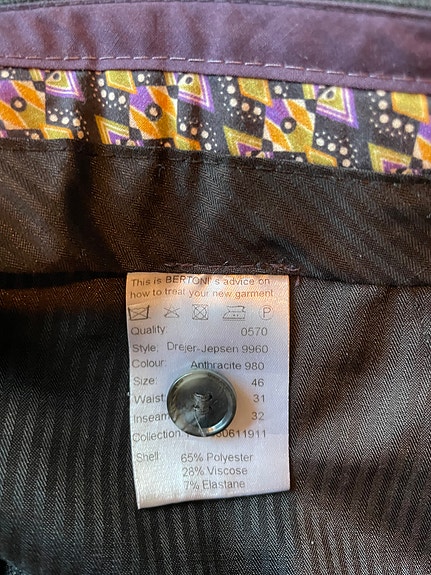 This is BERTONI's advice on
how to treat your new garment
P
Quality: 0570
Style: Drejer-Jepsen 9960
Colour: Anthracite 980
Size: 46
Waist 31
Inseam 32
Collection 0611911
Shell: 65% Polyester
28% Viscose
7% Elastane